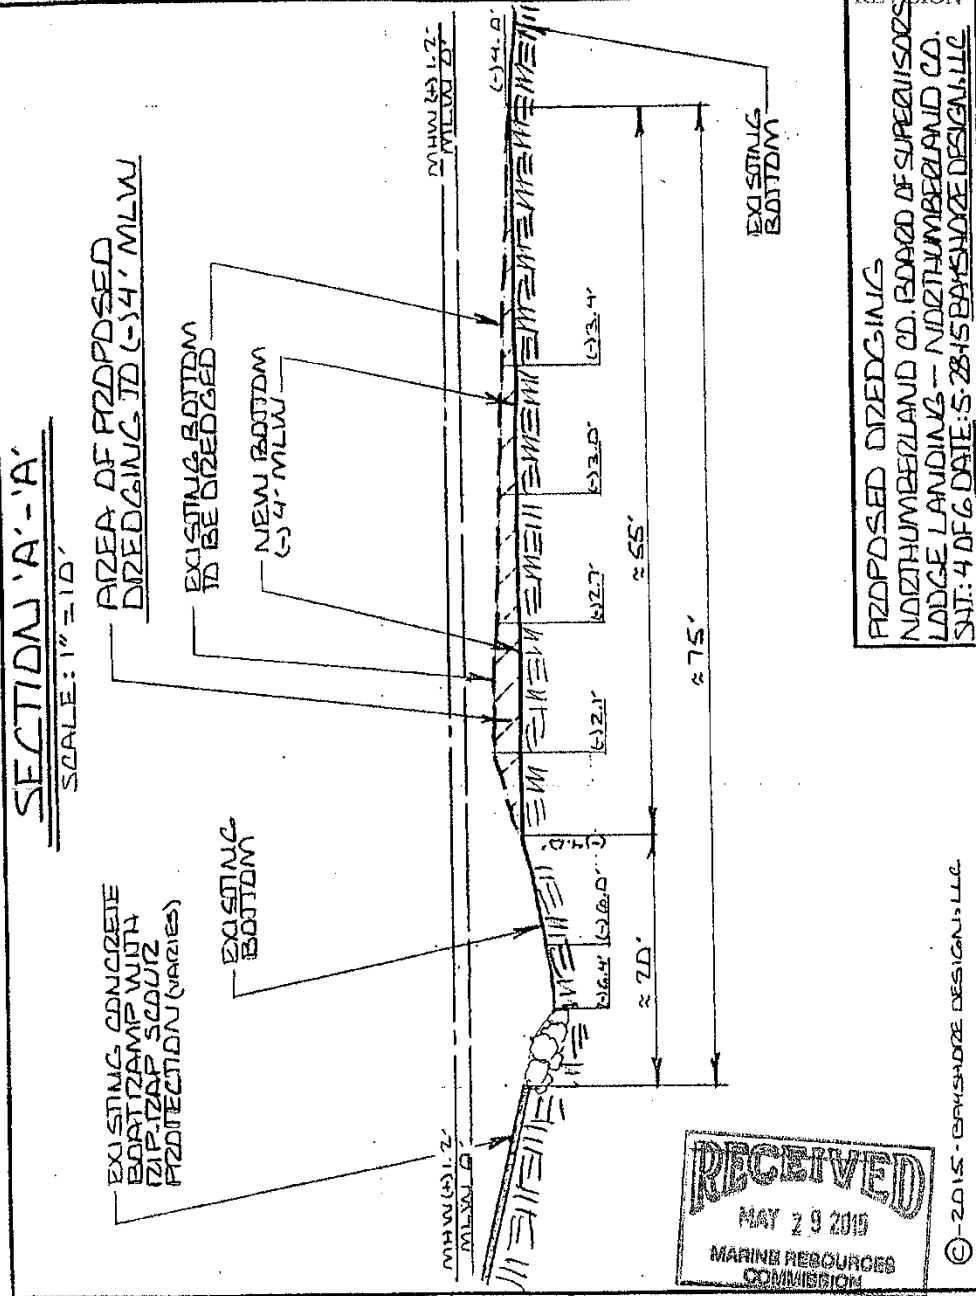 SECTION 'A'-'A'
SCALE: 1" = 10'
EXISTING CONCRETE
BOATRAMP WITH
RIP-RAP SCOUR
PROTECTION (VARIES)
EXISTING
BOTTOM
AREA OF PROPOSED
DREDGING TO (-)4' MLW
EXISTING BOTTOM
TO BE DREDGED
NEW BOTTOM
(-)4' MLW
MHW (+)1.2'
MLW 0'
MHW (+)1.2'
MLW 0'
(-)4.0'
(-)6.4'
(-)6.0'
(-)4.0'
(-)2.1'
(-)2.7'
(-)3.0'
(-)3.4'
≈20'
≈55'
≈75'
EXISTING
BOTTOM
RECEIVED
MAY 29 2015
MARINE RESOURCES
COMMISSION
©-2015-BAYSHORE DESIGN, LLC
REVISION
PROPOSED DREDGING
NORTHUMBERLAND CO. BOARD OF SUPERVISORS
LODGE LANDING - NORTHUMBERLAND CO.
SHT.: 4 OF 6 DATE: 5-28-15 BAYSHORE DESIGN, LLC